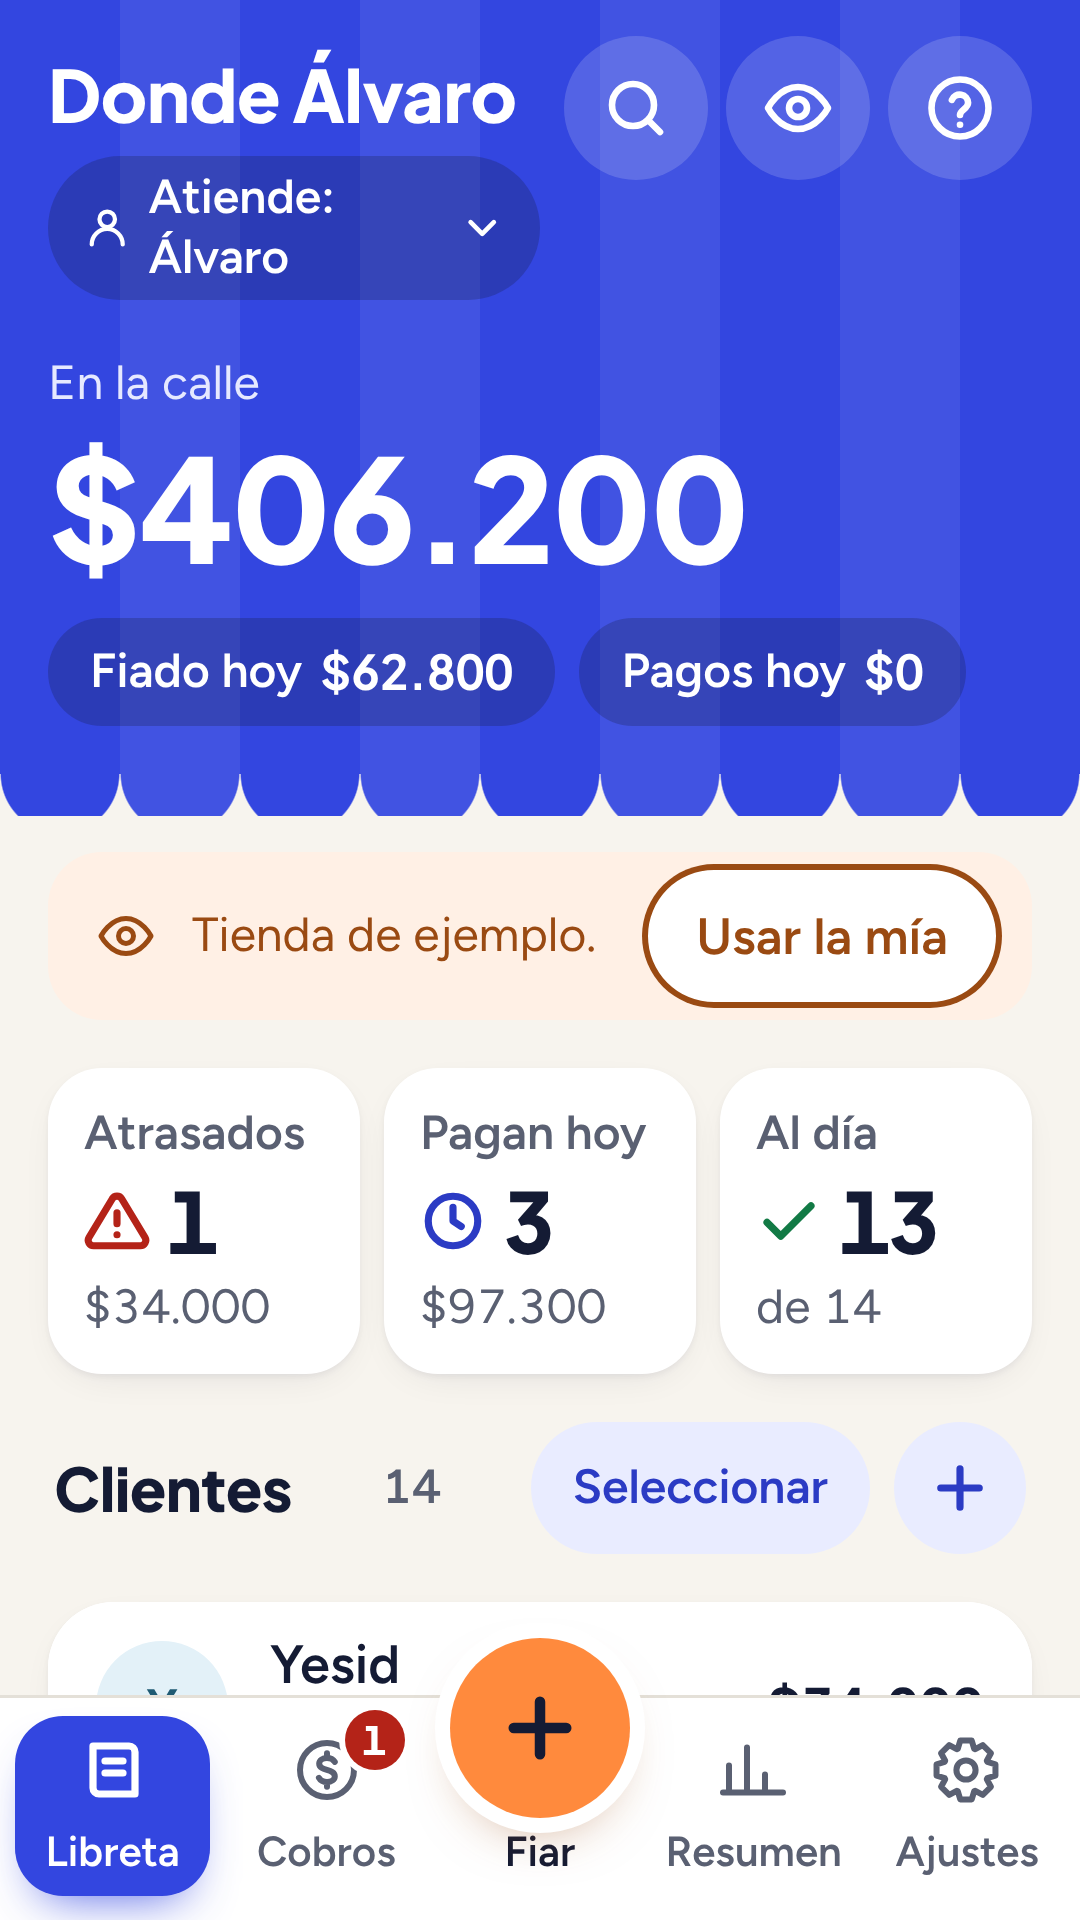 Donde Álvaro
Atiende:
Álvaro
En la calle
$406.200
Fiado hoy $62.800
Pagos hoy $0
Tienda de ejemplo.
Usar la mía
Atrasados
1
$34.000
Pagan hoy
3
$97.300
Al día
13
de 14
Clientes
14
Seleccionar
Yesid
Libreta
1
Cobros
Fiar
Resumen
Ajustes